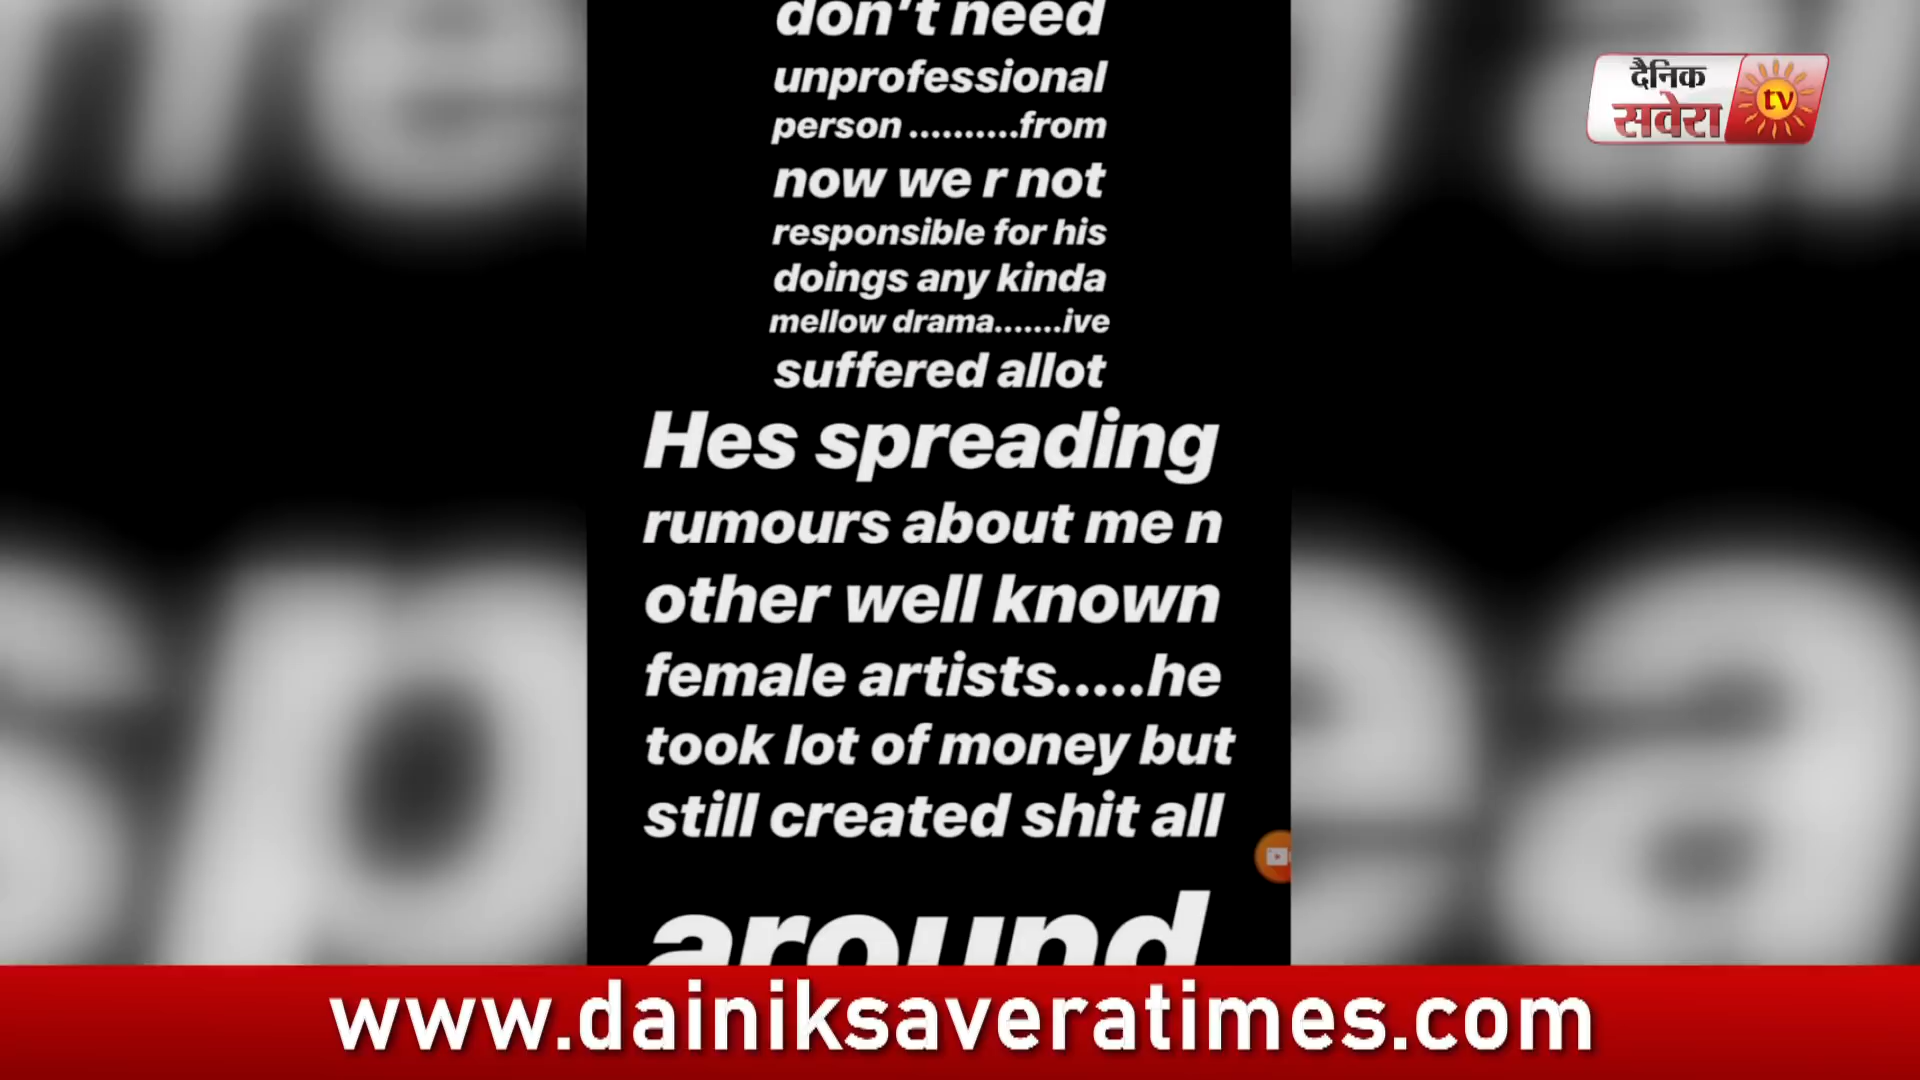 don't need
unprofessional
person ..........from
now we r not
responsible for his
doings any kinda
mellow drama.......ive
suffered allot
Hes spreading
rumours about me n
other well known
female artists.....he
took lot of money but
still created shit all
around
दैनिक
सवेरा
tv
www.dainiksaveratimes.com